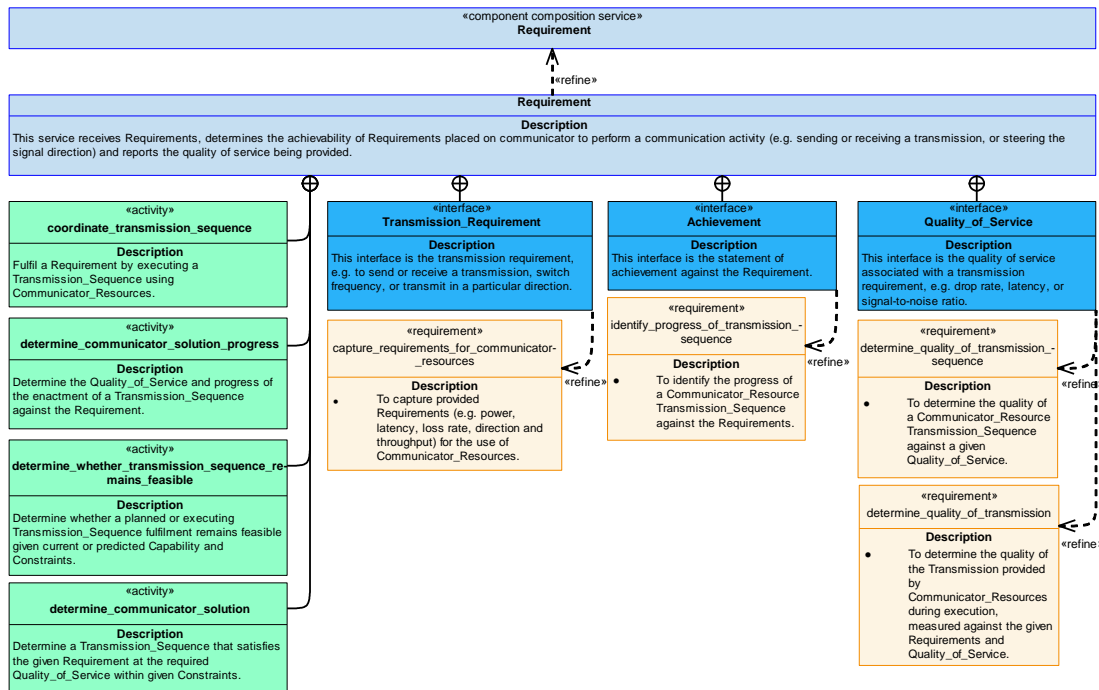 «component composition service»
Requirement
«refine»
Requirement
Description
This service receives Requirements, determines the achievability of Requirements placed on communicator to perform a communication activity (e.g. sending or receiving a transmission, or steering the
signal direction) and reports the quality of service being provided.
«activity»
coordinate_transmission_sequence
Description
Fulfil a Requirement by executing a
Transmission_Sequence using
Communicator_Resources.
«activity»
determine_communicator_solution_progress
Description
Determine the Quality_of_Service and progress of
the enactment of a Transmission_Sequence
against the Requirement.
«activity»
determine_whether_transmission_sequence_re-
mains_feasible
Description
Determine whether a planned or executing
Transmission_Sequence fulfilment remains feasible
given current or predicted Capability and
Constraints.
«activity»
determine_communicator_solution
Description
Determine a Transmission_Sequence that satisfies
the given Requirement at the required
Quality_of_Service within given Constraints.
«interface»
Transmission_Requirement
Description
This interface is the transmission requirement,
e.g. to send or receive a transmission, switch
frequency, or transmit in a particular direction.
«requirement»
capture_requirements_for_communicator-
_resources
Description
• To capture provided
Requirements (e.g. power,
latency, loss rate, direction and
throughput) for the use of
Communicator_Resources.
«refine»
«interface»
Achievement
Description
This interface is the statement of
achievement against the Requirement.
«requirement»
identify_progress_of_transmission_-
sequence
Description
• To identify the progress of
a Communicator_Resource
Transmission_Sequence
against the Requirements.
«refine»
«interface»
Quality_of_Service
Description
This interface is the quality of service
associated with a transmission
requirement, e.g. drop rate, latency, or
signal-to-noise ratio.
«requirement»
determine_quality_of_transmission_-
sequence
Description
• To determine the quality of
a Communicator_Resource
Transmission_Sequence
against a given
Quality_of_Service.
«refine»
«requirement»
determine_quality_of_transmission
Description
• To determine the quality of
the Transmission provided
by
Communicator_Resources
during execution,
measured against the given
Requirements and
Quality_of_Service.
«refine»